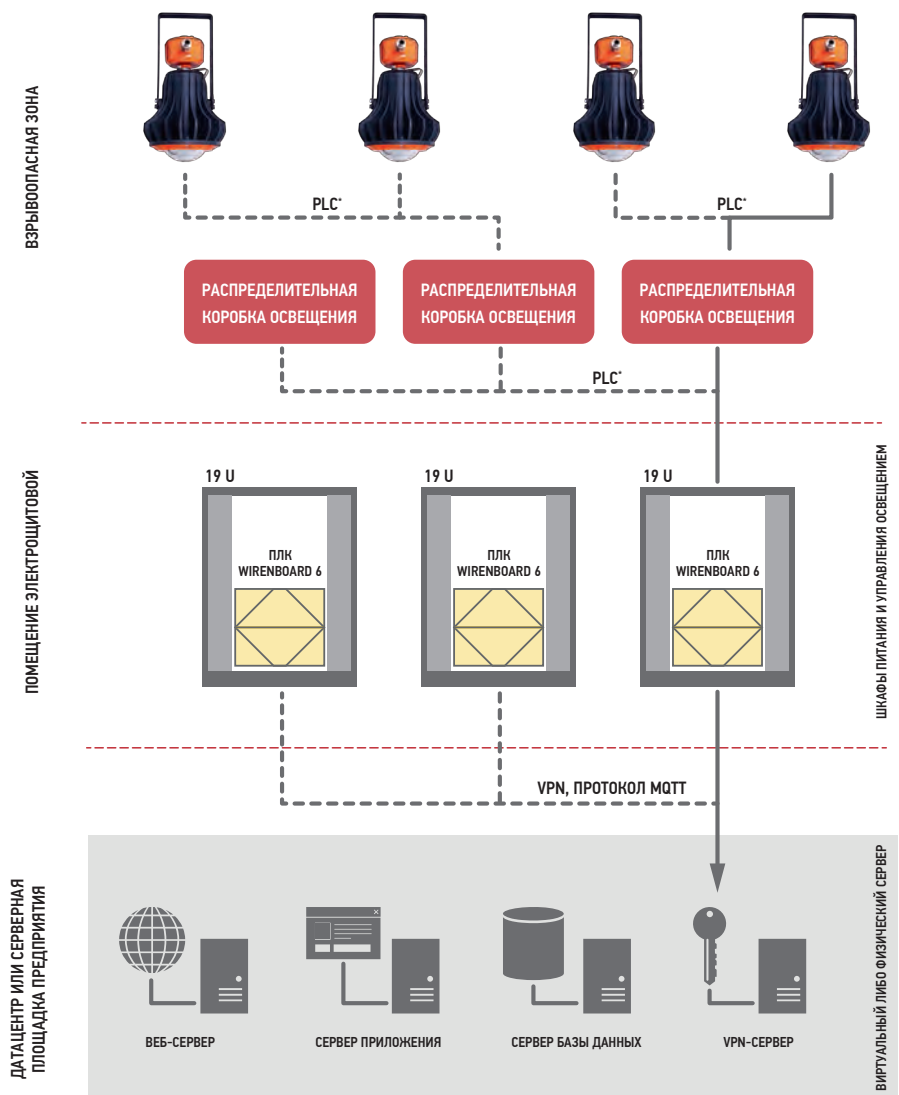 ВЗРЫВООПАСНАЯ ЗОНА
PLC*
PLC*
РАСПРЕДЕЛИТЕЛЬНАЯ
КОРОБКА ОСВЕЩЕНИЯ
РАСПРЕДЕЛИТЕЛЬНАЯ
КОРОБКА ОСВЕЩЕНИЯ
РАСПРЕДЕЛИТЕЛЬНАЯ
КОРОБКА ОСВЕЩЕНИЯ
PLC*
ПОМЕЩЕНИЕ ЭЛЕКТРОЩИТОВОЙ
19 U
19 U
19 U
ПЛК
WIRENBOARD 6
ПЛК
WIRENBOARD 6
ПЛК
WIRENBOARD 6
ШКАФЫ ПИТАНИЯ И УПРАВЛЕНИЯ ОСВЕЩЕНИЕМ
VPN, ПРОТОКОЛ MQTT
ДАТАЦЕНТР ИЛИ СЕРВЕРНАЯ
ПЛОЩАДКА ПРЕДПРИЯТИЯ
ВЕБ-СЕРВЕР
СЕРВЕР ПРИЛОЖЕНИЯ
СЕРВЕР БАЗЫ ДАННЫХ
VPN-СЕРВЕР
ВИРТУАЛЬНЫЙ ЛИБО ФИЗИЧЕСКИЙ СЕРВЕР